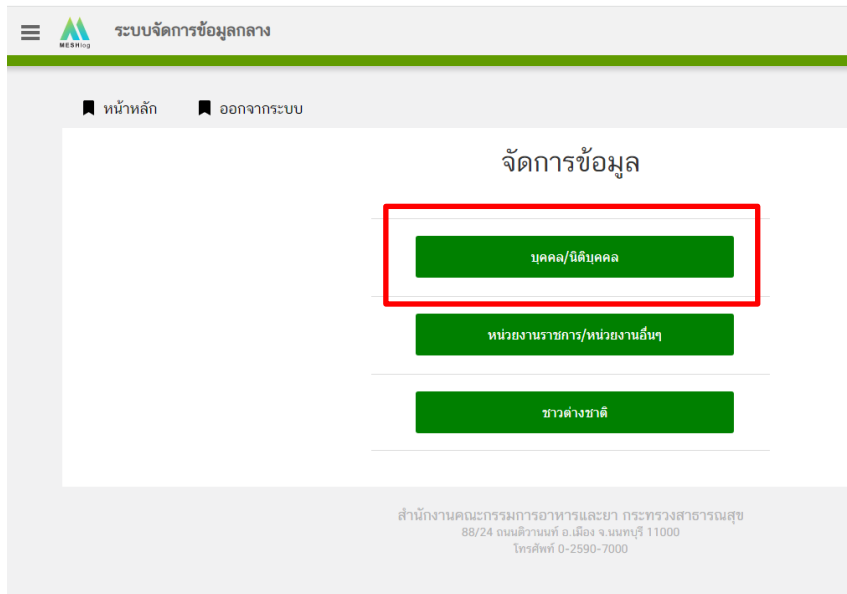 MESHlog
ระบบจัดการข้อมูลกลาง
หน้าหลัก
ออกจากระบบ
จัดการข้อมูล
บุคคล/นิติบุคคล
หน่วยงานราชการ/หน่วยงานอื่นๆ
ชาวต่างชาติ
สำนักงานคณะกรรมการอาหารและยา กระทรวงสาธารณสุข
88/24 ถนนติวานนท์ อ.เมือง จ.นนทบุรี 11000
โทรศัพท์ 0-2590-7000